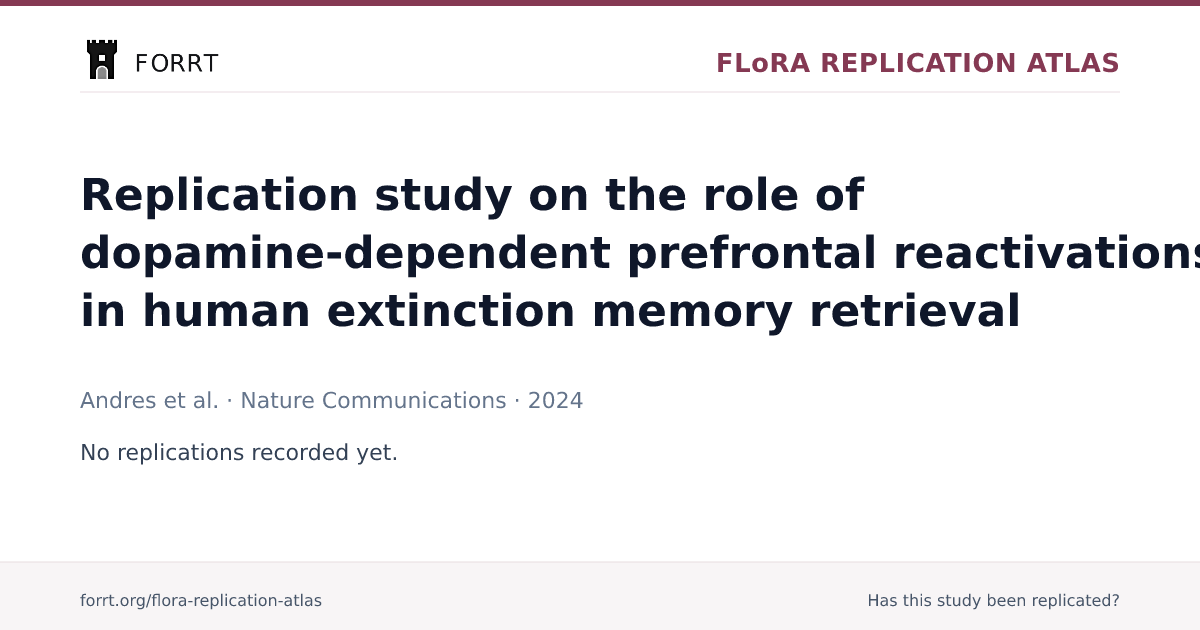 FORRT
FLoRA REPLICATION ATLAS
Replication study on the role of
dopamine-dependent prefrontal reactivations
in human extinction memory retrieval
Andres et al. · Nature Communications · 2024
No replications recorded yet.
forrt.org/flora-replication-atlas
Has this study been replicated?